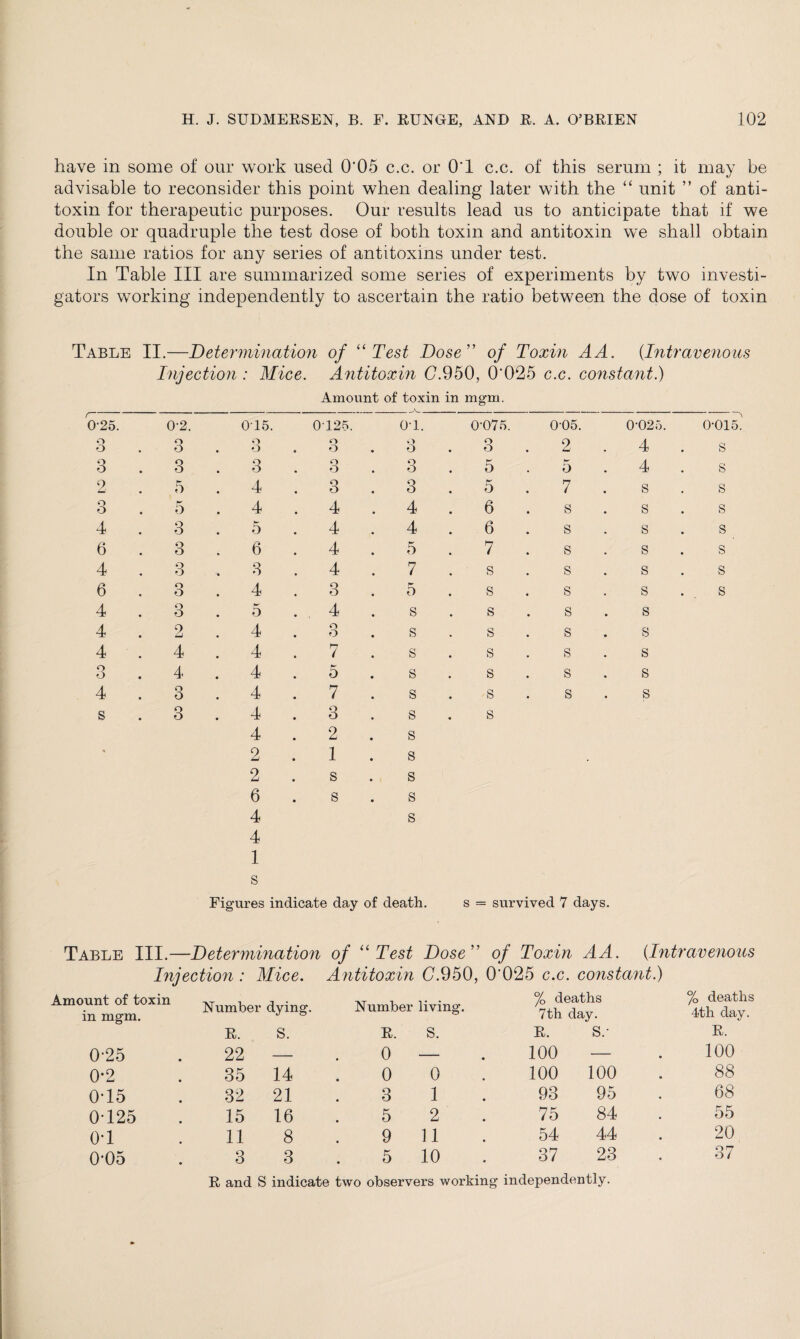 H. J. SUDMERSEN, B. F. RUNGE, AND R. A. O’BRIEN 102
have in some of our work used 0·05 c.c. or 0·1 c.c. of this serum ; it may be
advisable to reconsider this point when dealing later with the “ unit ” of anti-
toxin for therapeutic purposes. Our results lead us to anticipate that if we
double or quadruple the test dose of both toxin and antitoxin we shall obtain
the same ratios for any series of antitoxins under test.
In Table III are summarized some series of experiments by two investi-
gators working independently to ascertain the ratio between the dose of toxin
Table II.—Determination of “ Test Dose ” of Toxin AA. (Intravenous
Injection : Mice. Antitoxin C.950, 0·025 c.c. constant.)
Amount of toxin in mgm.
0·25. 0·2. 0·15. 0·125. 0·1. 0·075. 0·05. 0·025. 0·015.
3 . 3 . 3 . 3 . 3 . 3 . 2 . 4 . s
3 . 3 . 3 . 3 . 3 . 5 . 5 . 4 . s
2 . 5 . 4 . 3 . 3 . 5 . 7 . s . s
3 . 5 . 4 . 4 . 4 . 6 . s . s . s
4 . 3 . 5 . 4 . 4 . 6 . s . s . s
6 . 3 . 6 . 4 . 5 . 7 . s . s . s
4 . 3 . 3 . 4 . 7 . s . s . s . s
6 . 3 . 4 . 3 . 5 . s . s . s . s
4 . 3 . 5 . 4 . s . s . s . s
4 . 2 . 4 . 3 . s . s . s . s
4 . 4 . 4 . 7 . s . s . s . s
3 . 4 . 4 . 5 . s . s . s . s
4 . 3 . 4 . 7 . s . s . s . s
s . 3 . 4 . 3 . s . s
4 . 2 . s
2 . 1 . s
2 . s . s
6 . s . s
4 s
4
1
s
Figures indicate day of death. s = survived 7 days.
Table III.—Determination of “ Test Dose ” of Toxin AA. (Intravenous
Injection : Mice. Antitoxin C.950, 0·025 c.c. constant.)
Amount of toxin in mgm. Number dying. Number living. % deaths 7th day. % deaths 4th day.
R. S. R. S. R. S. R.
0·25 . 22 — . 0 — . 100 — . 100
0·2 . 35 14 . 0 0 . 100 100 . 88
0·15 . 32 21 . 3 1 . 93 95 . 68
0·125 . 15 16 . 5 2 . 75 84 . 55
0·1 . 11 8 . 9 11 . 54 44 . 20
0·05 . 3 3 . 5 10 . 37 23 . 37
R and S indicate two observers working independently.